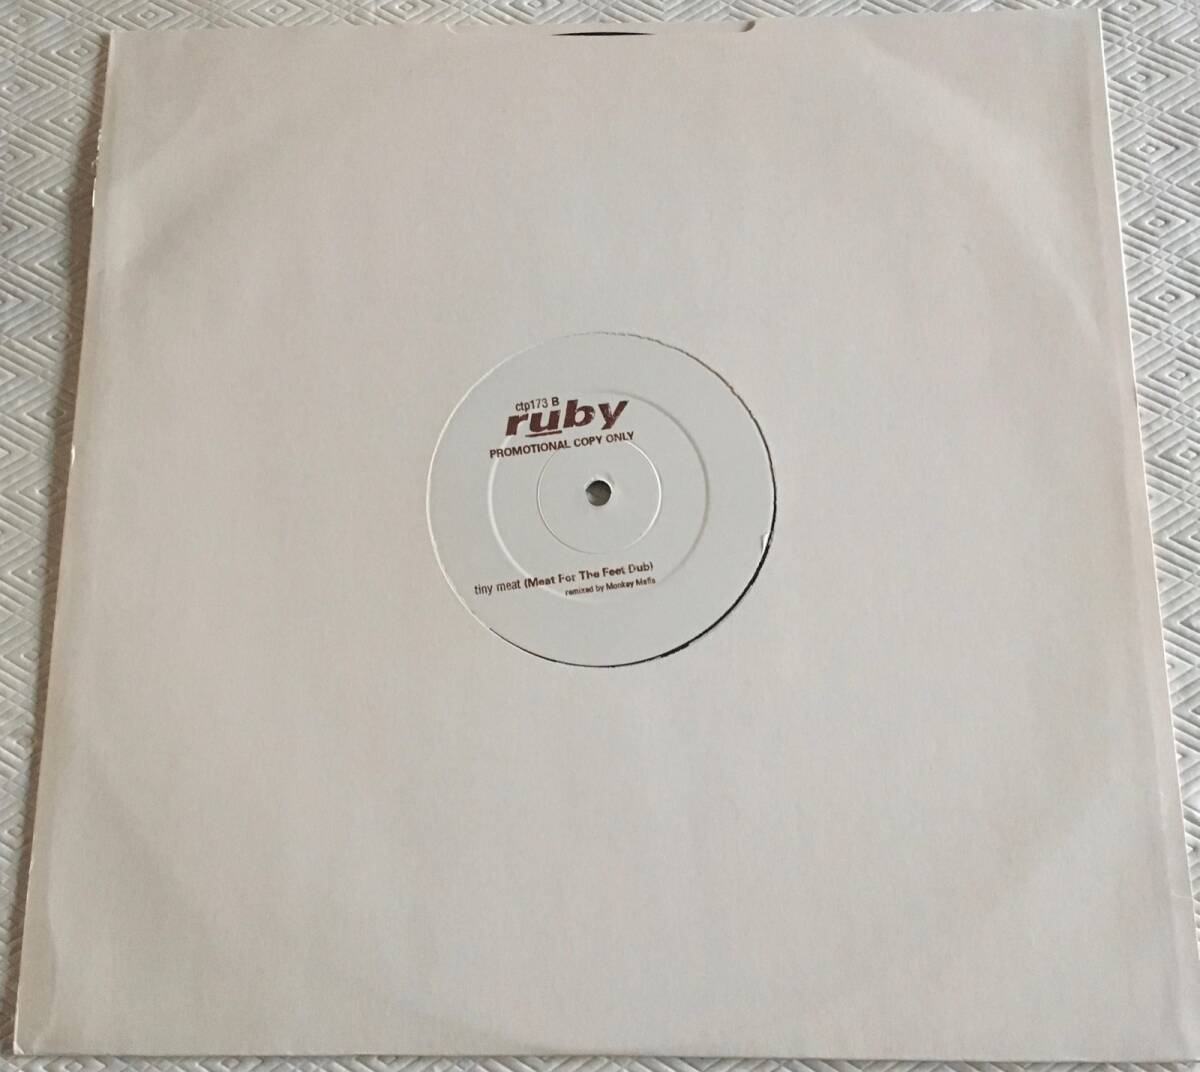 ctp173 B
ruby
PROMOTIONAL COPY ONLY
tiny meat (Meat For The Feet Dub)
remixed by Monkey Mafia